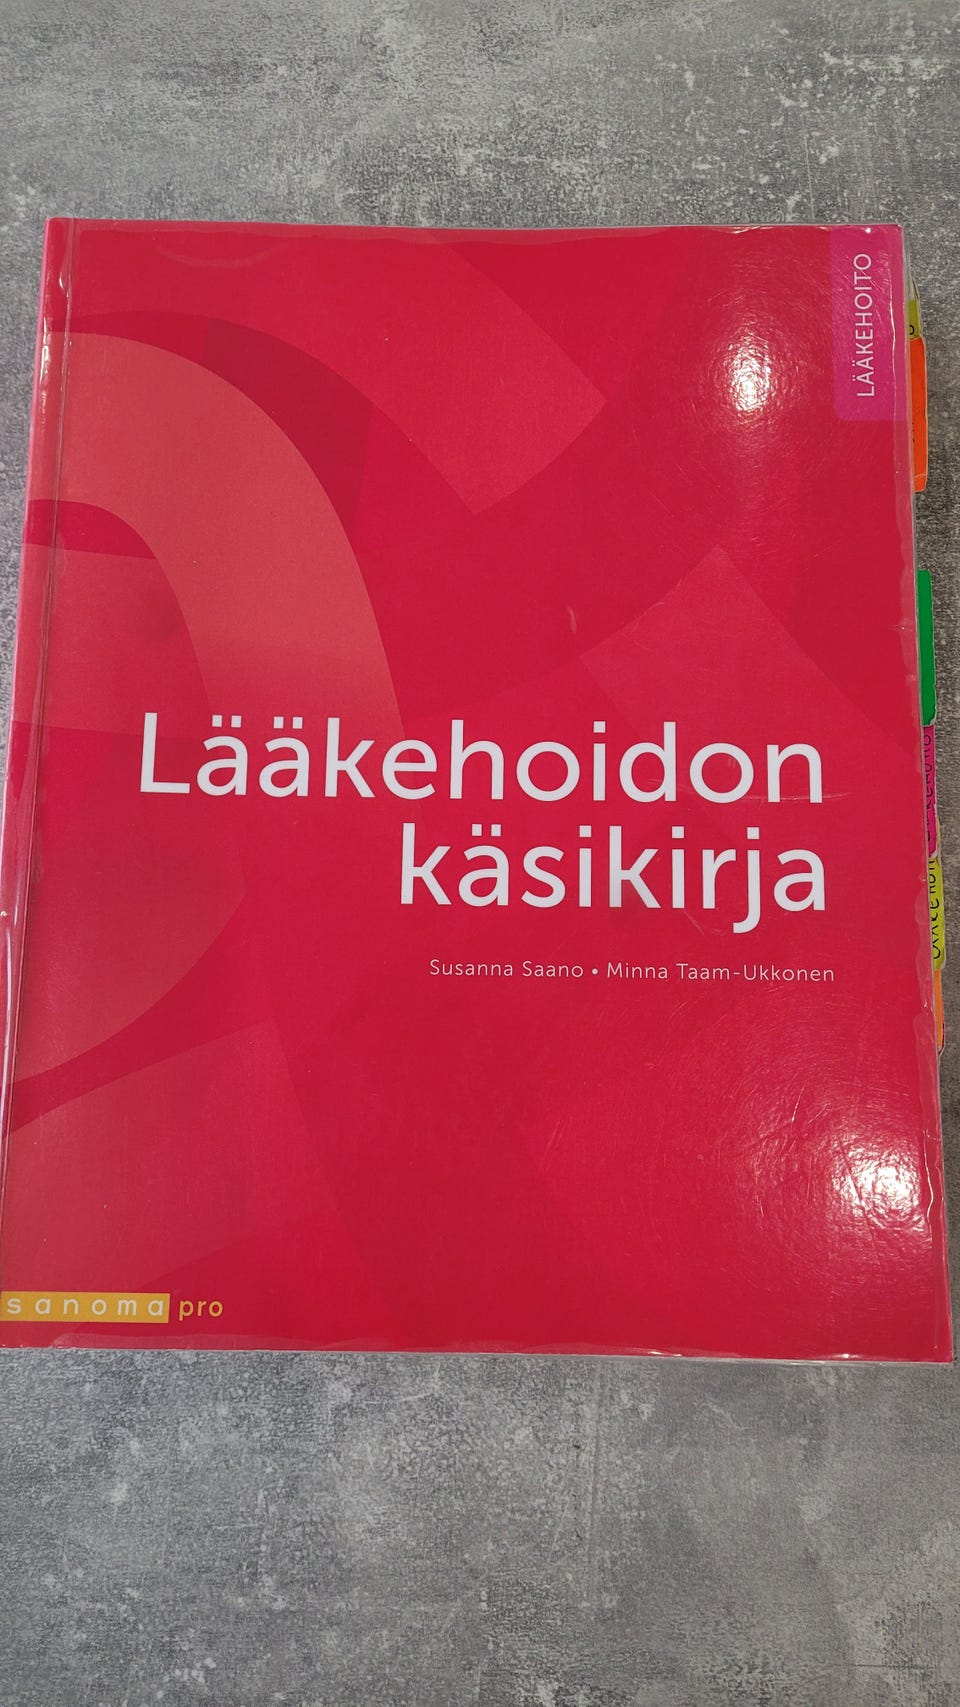 LÄÄKEHOITO
Lääkehoidon
käsikirja
Susanna Saano • Minna Taam-Ukkonen
sanoma pro